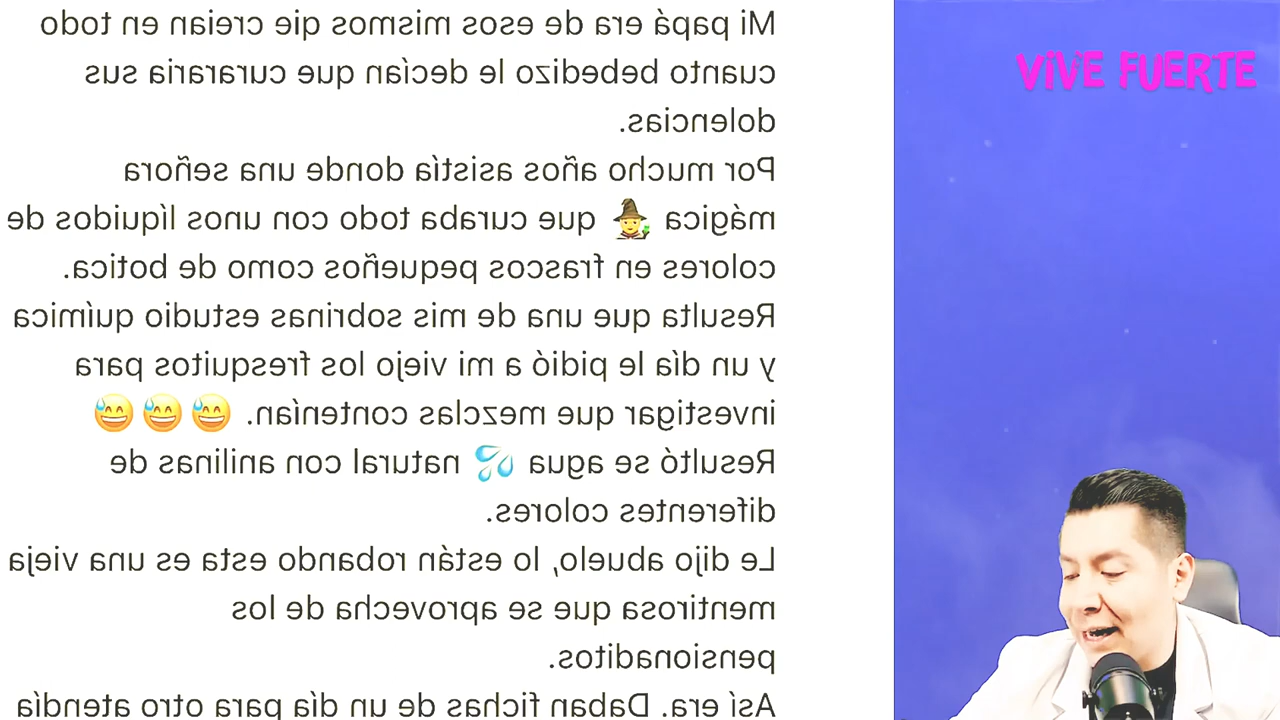 Mi papá era de esos mismos qie creian en todo
cuanto bebedizo le decían que curararia sus
dolencias.
Por mucho años asistía donde una señora
mágica 🧙 que curaba todo con unos líquidos de
colores en frascos pequeños como de botica.
Resulta que una de mis sobrinas estudio química
y un día le pidió a mi viejo los fresquitos para
investigar que mezclas contenían. 😅😅😅
Resultó se agua 💦 natural con anilinas de
diferentes colores.
Le dijo abuelo, lo están robando esta es una vieja
mentirosa que se aprovecha de los
pensionaditos.
Así era. Daban fichas de un día para otro atendía
VIVE FUERTE